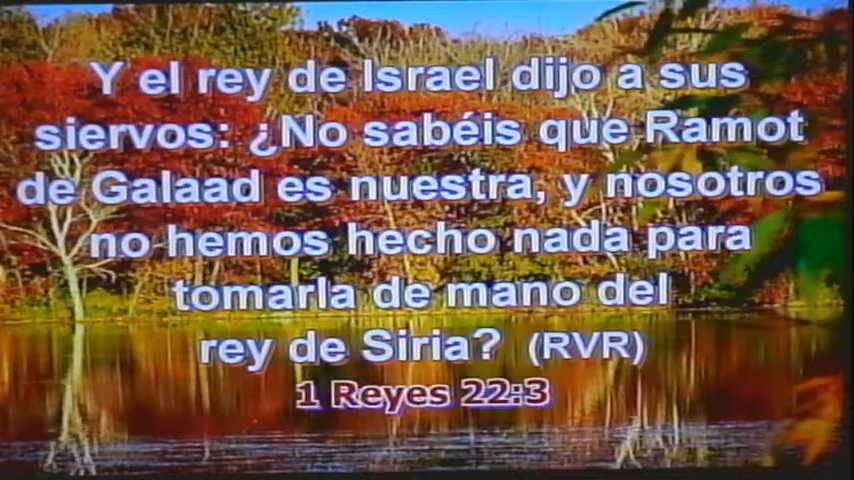 Y el rey de Israel dijo a sus
siervos: ¿No sabéis que Ramot
de Galaad es nuestra, y nosotros
no hemos hecho nada para
tomarla de mano del
rey de Siria? (RVR)
1 Reyes 22:3